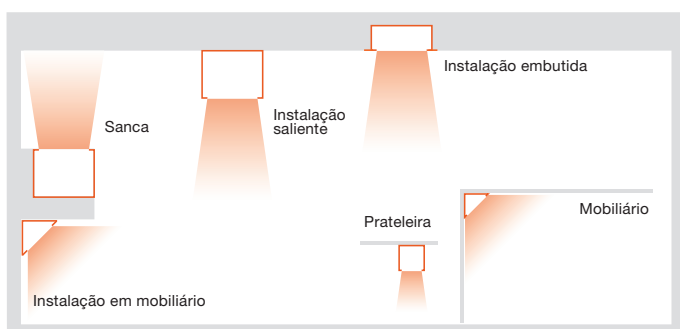 Instalação embutida
Sanca
Instalação
saliente
Mobiliário
Prateleira
Instalação em mobiliário